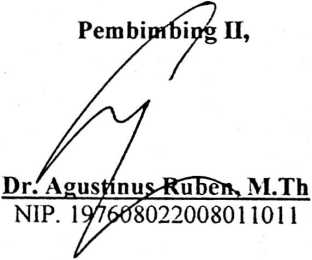 Pembimbing II,
Dr. Agustinus Ruben, M.Th
NIP. 197608022008011011